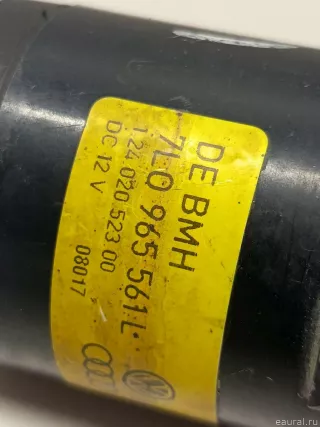 DE BMH
7L0 965 561 L.
1.24 020 523 00
DC 12 V 08017
eaural.ru